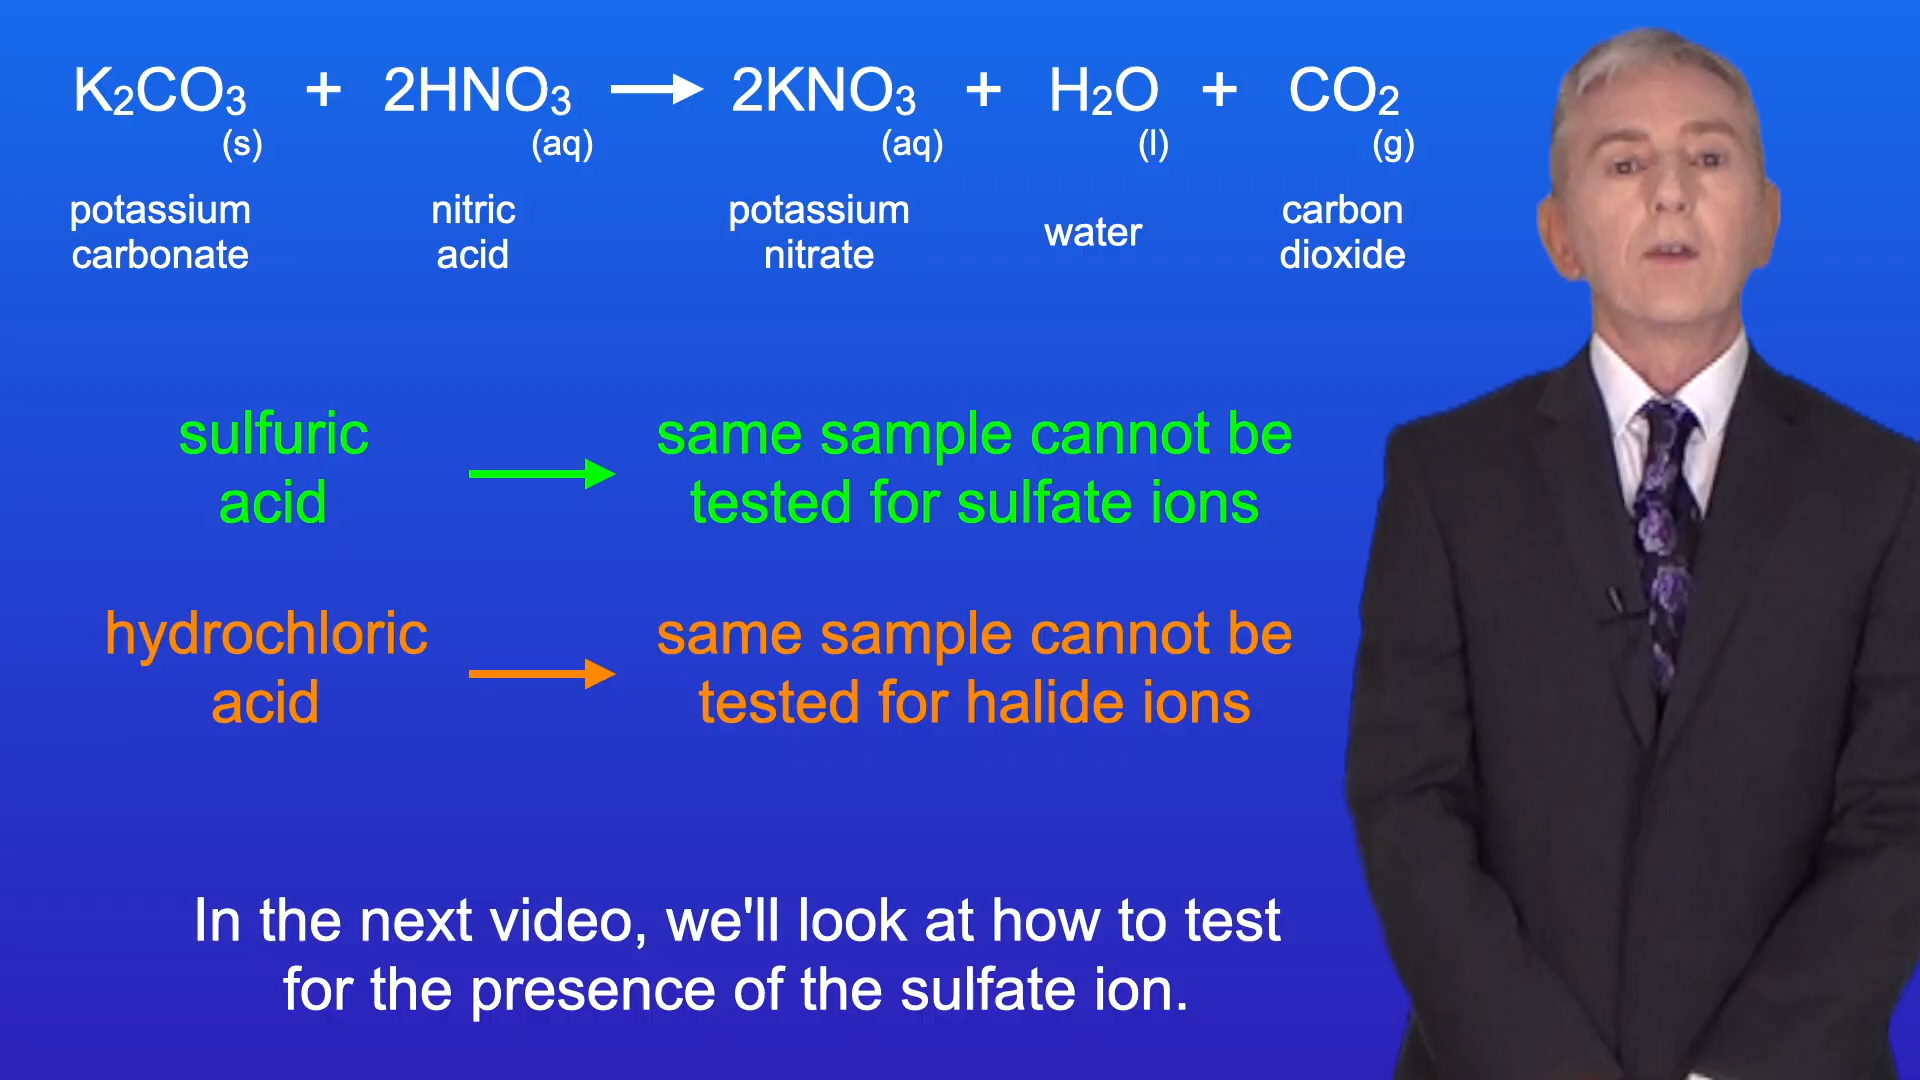 K₂CO₃ + 2HNO₃ → 2KNO₃ + H₂O + CO₂
(s) (aq) (aq) (l) (g)
potassium carbonate
nitric acid
potassium nitrate
water
carbon dioxide
sulfuric acid → same sample cannot be
tested for sulfate ions
hydrochloric acid → same sample cannot be
tested for halide ions
In the next video, we'll look at how to test
for the presence of the sulfate ion.